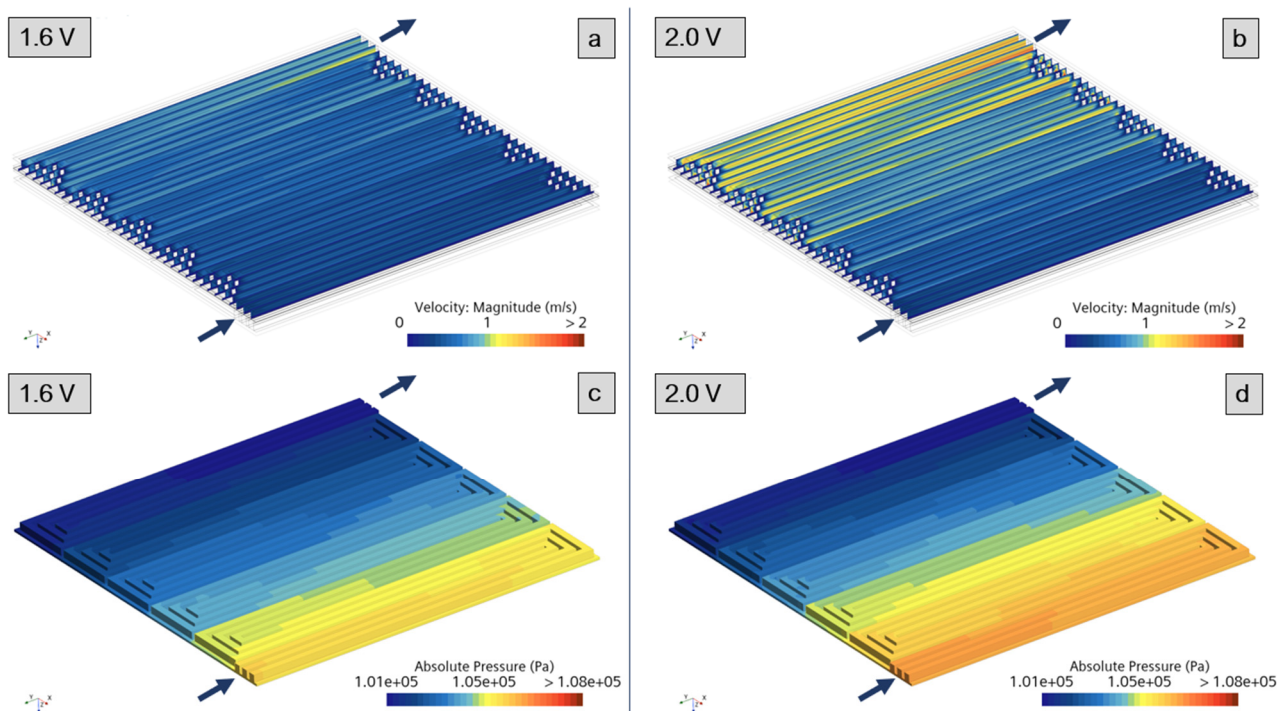 1.6 V
a
Velocity: Magnitude (m/s)
0 1 > 2
2.0 V
b
Velocity: Magnitude (m/s)
0 1 > 2
1.6 V
c
Absolute Pressure (Pa)
1.01e+05 1.05e+05 > 1.08e+05
2.0 V
d
Absolute Pressure (Pa)
1.01e+05 1.05e+05 > 1.08e+05